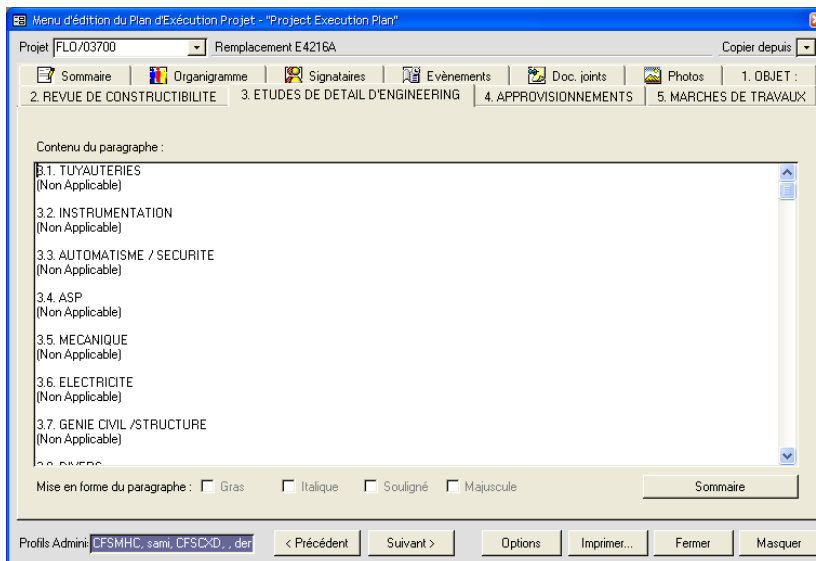 Menu d'édition du Plan d'Exécution Projet - "Project Execution Plan"
Projet FLO/03700 Remplacement E4216A Copier depuis
Sommaire Organigramme Signataires Evènements Doc. joints Photos 1. OBJET :
2. REVUE DE CONSTRUCTIBILITE 3. ETUDES DE DETAIL D'ENGINEERING 4. APPROVISIONNEMENTS 5. MARCHES DE TRAVAUX
Contenu du paragraphe :
3.1. TUYAUTERIES
(Non Applicable)
3.2. INSTRUMENTATION
(Non Applicable)
3.3. AUTOMATISME / SECURITE
(Non Applicable)
3.4. ASP
(Non Applicable)
3.5. MECANIQUE
(Non Applicable)
3.6. ELECTRICITE
(Non Applicable)
3.7. GENIE CIVIL /STRUCTURE
(Non Applicable)
3.8. DIVERS
Mise en forme du paragraphe : Gras Italique Souligné Majuscule Sommaire
Profils Admini: CFSMHC, sami, CFSCXD, , der < Précédent Suivant > Options Imprimer... Fermer Masquer